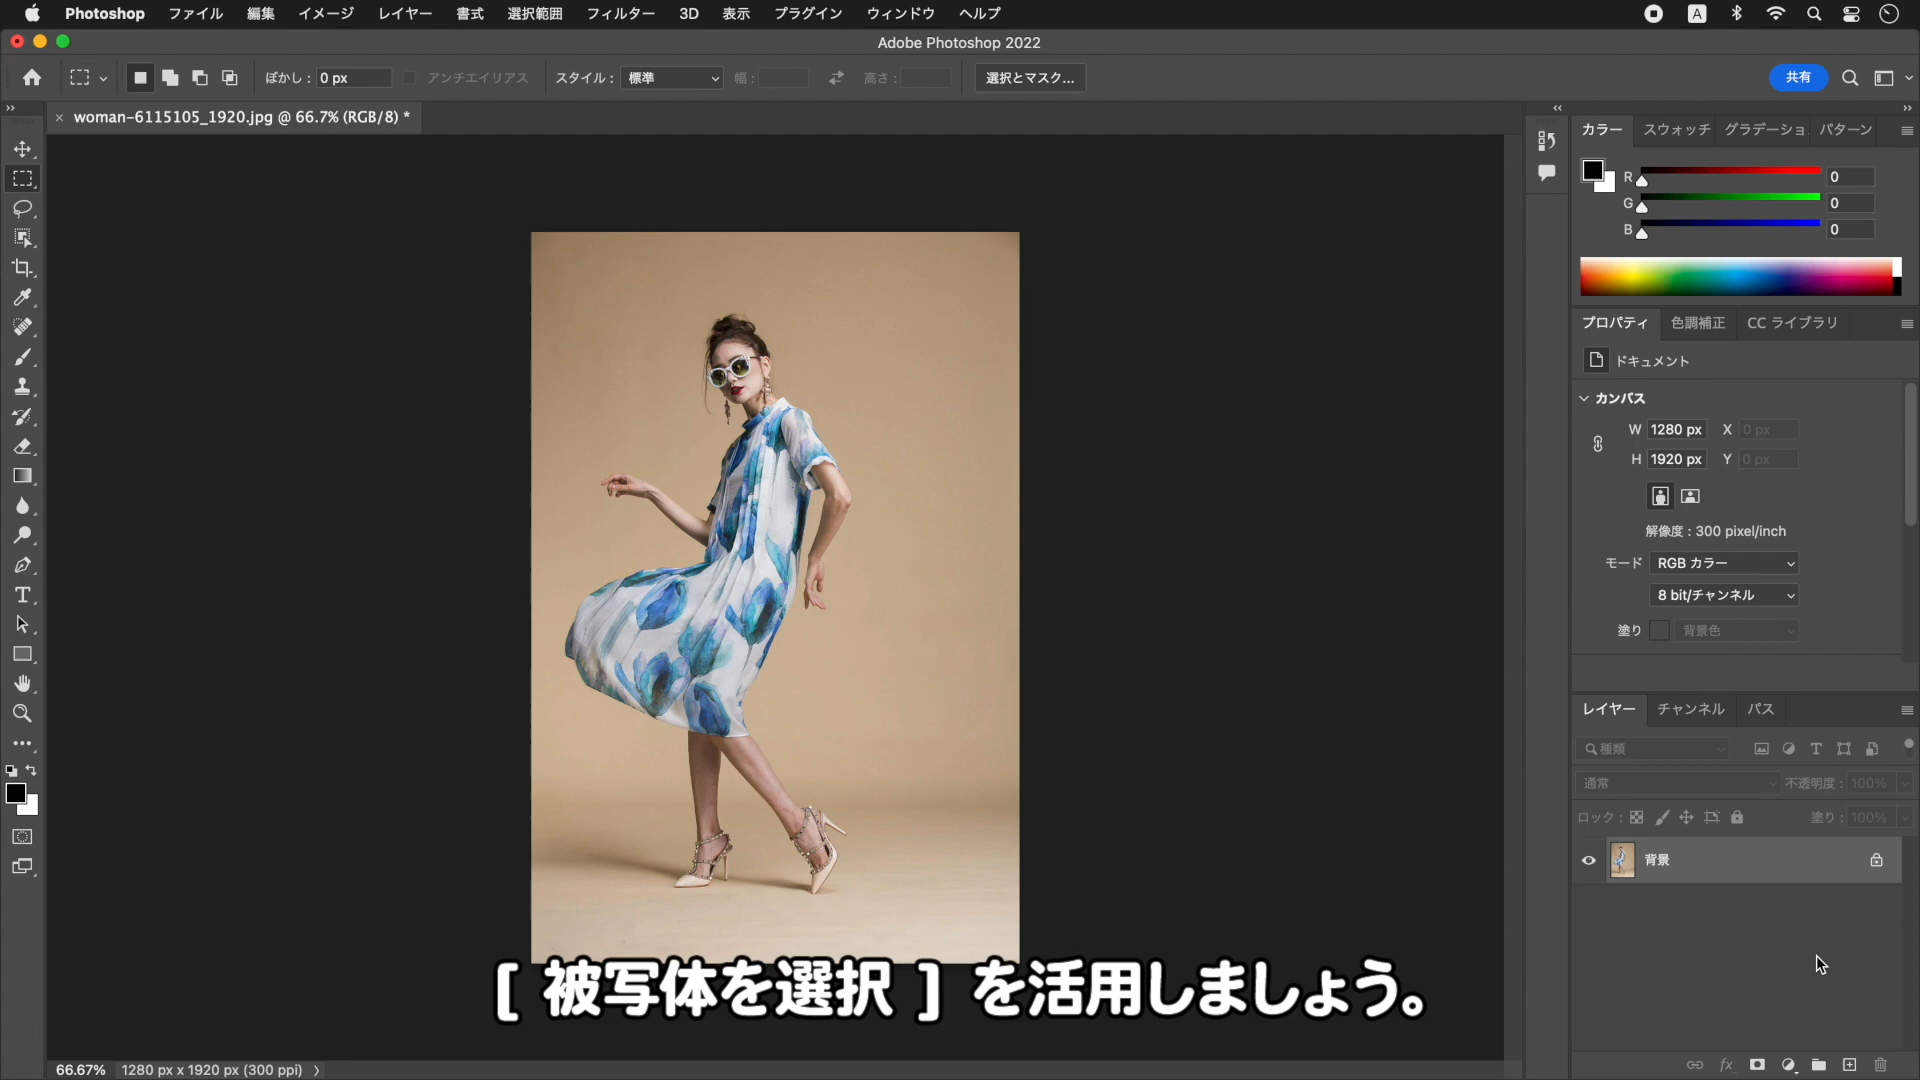 Photoshop ファイル 編集 イメージ レイヤー 書式 選択範囲 フィルター 3D 表示 プラグイン ウィンドウ ヘルプ A
Adobe Photoshop 2022
ぼかし : 0 px アンチエイリアス スタイル : 標準 幅 : 高さ : 選択とマスク... 共有
woman-6115105_1920.jpg @ 66.7% (RGB/8) *
カラー スウォッチ グラデーショ パターン
R 0
G 0
B 0
プロパティ 色調補正 CC ライブラリ
ドキュメント
カンバス
W 1280 px X 0 px
H 1920 px Y 0 px
解像度 : 300 pixel/inch
モード RGB カラー
8 bit/チャンネル
塗り 背景色
レイヤー チャンネル パス
種類
通常 不透明度 : 100%
ロック : 塗り : 100%
背景
[ 被写体を選択 ] を活用しましょう。
66.67% 1280 px x 1920 px (300 ppi)
fx